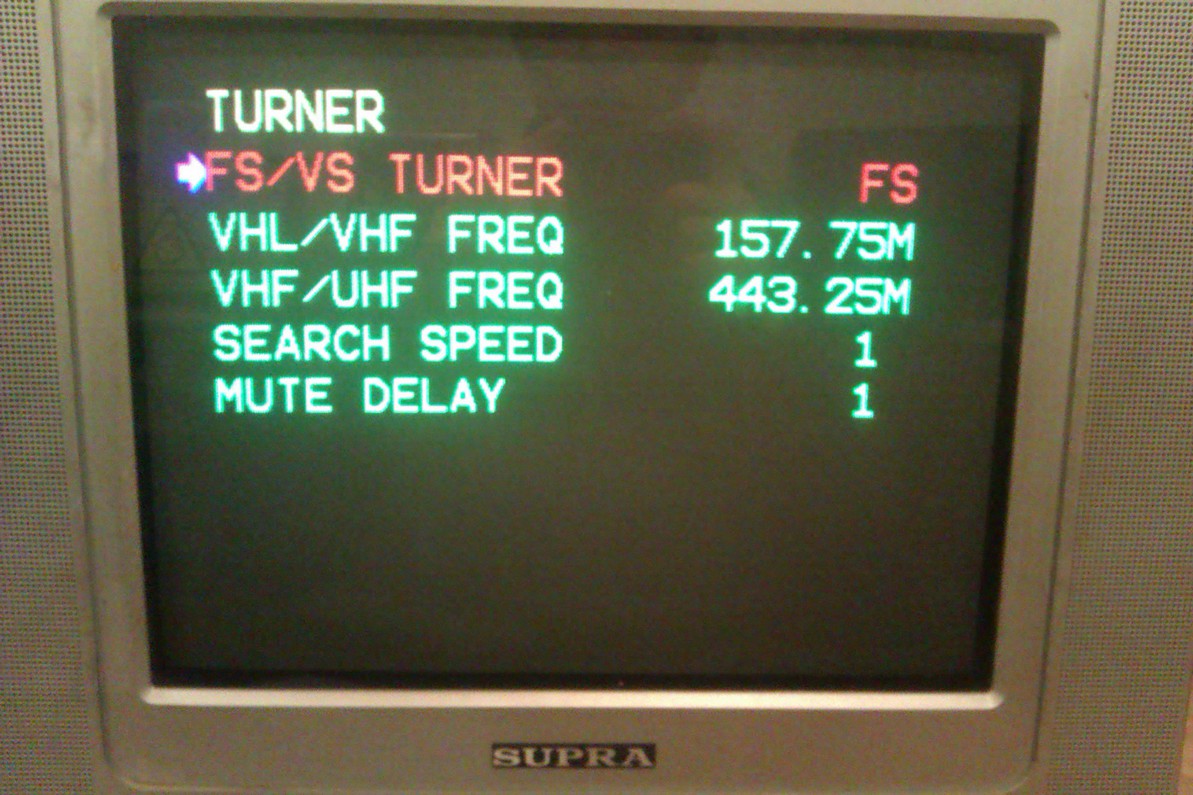 TURNER
FS/VS TURNER FS
VHL/VHF FREQ 157.75M
VHF/UHF FREQ 443.25M
SEARCH SPEED 1
MUTE DELAY 1
SUPRA